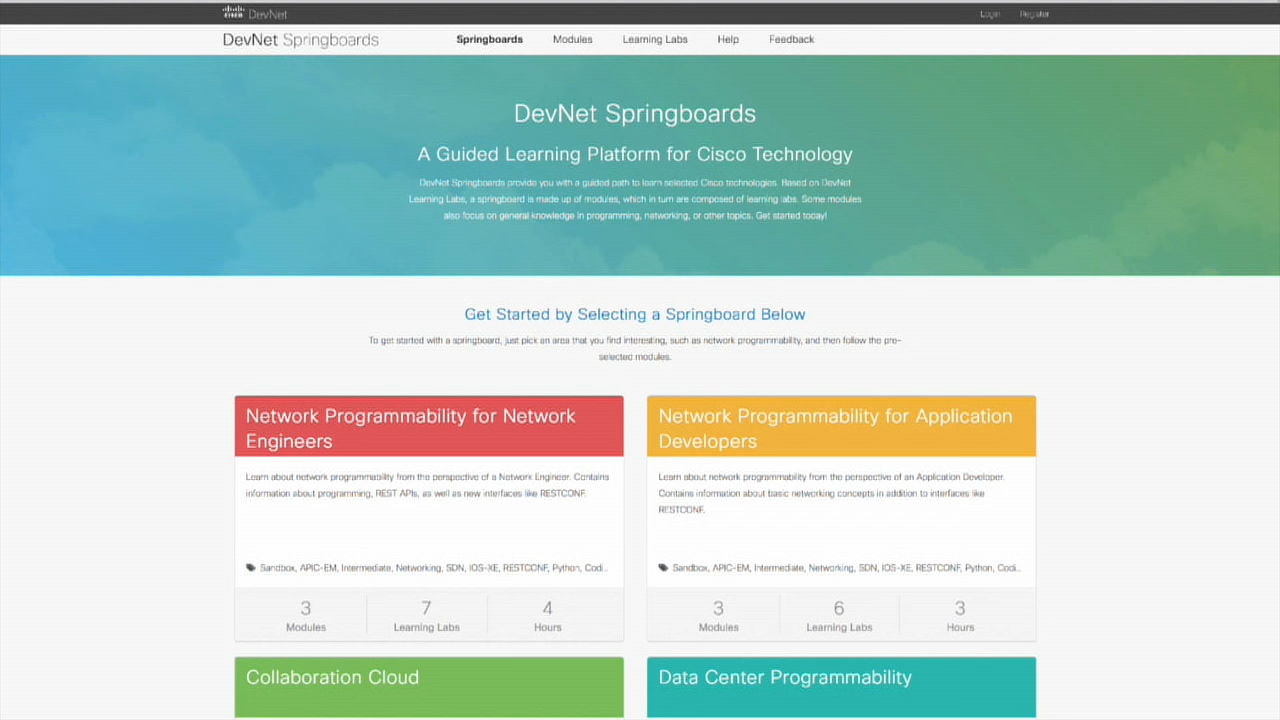 CISCO DevNet
Login Register
DevNet Springboards
Springboards Modules Learning Labs Help Feedback
DevNet Springboards
A Guided Learning Platform for Cisco Technology
DevNet Springboards provide you with a guided path to learn selected Cisco technologies. Based on DevNet
Learning Labs, a springboard is made up of modules, which in turn are composed of learning labs. Some modules
also focus on general knowledge in programming, networking, or other topics. Get started today!
Get Started by Selecting a Springboard Below
To get started with a springboard, just pick an area that you find interesting, such as network programmability, and then follow the pre-
selected modules.
Network Programmability for Network
Engineers
Learn about network programmability from the perspective of a Network Engineer. Contains
information about programming, REST APIs, as well as new interfaces like RESTCONF.
Sandbox, APIC-EM, Intermediate, Networking, SDN, IOS-XE, RESTCONF, Python, Codi...
3 7 4
Modules Learning Labs Hours
Network Programmability for Application
Developers
Learn about network programmability from the perspective of an Application Developer.
Contains information about basic networking concepts in addition to interfaces like
RESTCONF.
Sandbox, APIC-EM, Intermediate, Networking, SDN, IOS-XE, RESTCONF, Python, Codi...
3 6 3
Modules Learning Labs Hours
Collaboration Cloud
Data Center Programmability